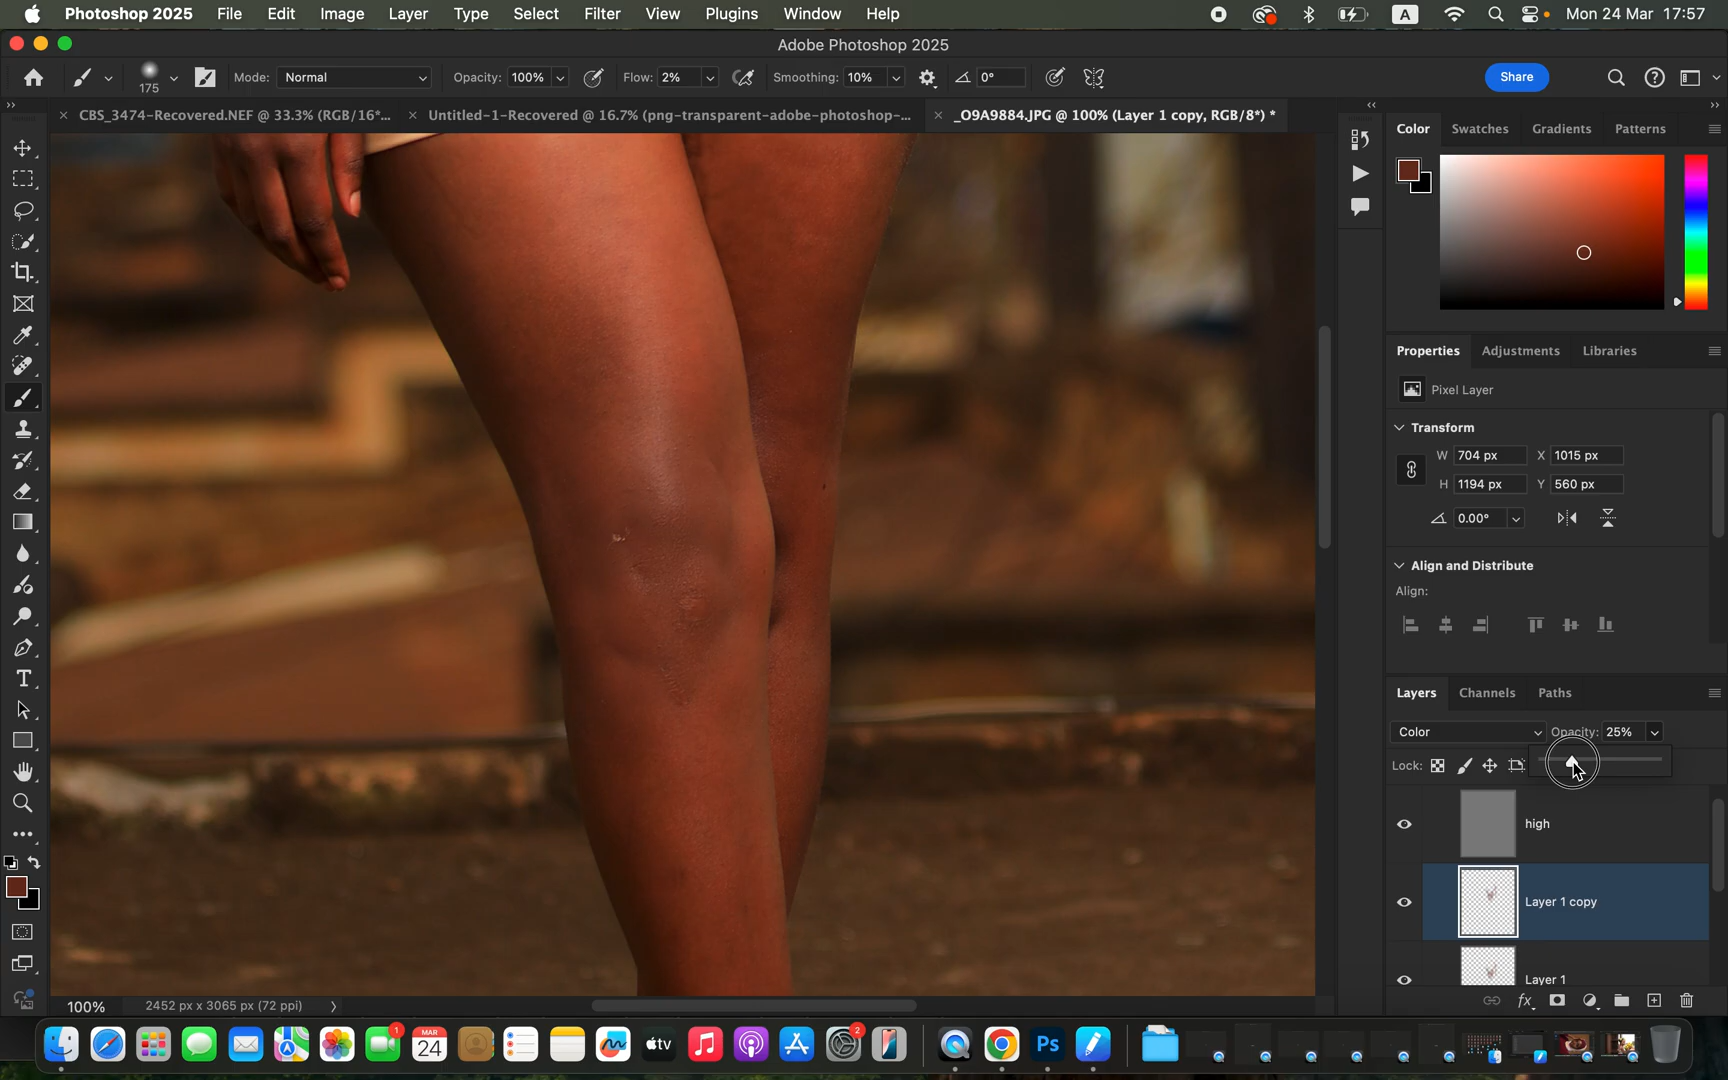 Photoshop 2025 File Edit Image Layer Type Select Filter View Plugins Window Help A Mon 24 Mar 17:57
Adobe Photoshop 2025
175 Mode: Normal Opacity: 100% Flow: 2% Smoothing: 10% 0° Share
CBS_3474-Recovered.NEF @ 33.3% (RGB/16*... Untitled-1-Recovered @ 16.7% (png-transparent-adobe-photoshop-... _O9A9884.JPG @ 100% (Layer 1 copy, RGB/8*) *
Color Swatches Gradients Patterns
Properties Adjustments Libraries
Pixel Layer
Transform
W 704 px X 1015 px
H 1194 px Y 560 px
0.00°
Align and Distribute
Align:
Layers Channels Paths
Color Opacity: 25%
Lock:
high
Layer 1 copy
Layer 1
fx
100% 2452 px x 3065 px (72 ppi)
1
MAR
24
tv
2
Ps